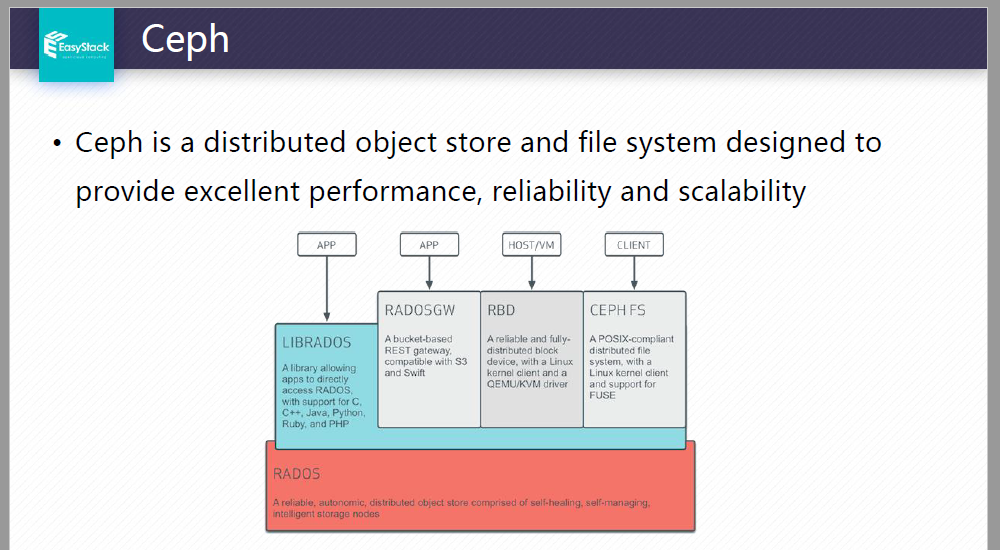 EasyStack
Ceph
• Ceph is a distributed object store and file system designed to
provide excellent performance, reliability and scalability
APP
APP
HOST/VM
CLIENT
LIBRADOS
A library allowing
apps to directly
access RADOS,
with support for C,
C++, Java, Python,
Ruby, and PHP
RADOSGW
A bucket-based
REST gateway,
compatible with S3
and Swift
RBD
A reliable and fully-
distributed block
device, with a Linux
kernel client and a
QEMU/KVM driver
CEPH FS
A POSIX-compliant
distributed file
system, with a
Linux kernel client
and support for
FUSE
RADOS
A reliable, autonomic, distributed object store comprised of self-healing, self-managing,
intelligent storage nodes